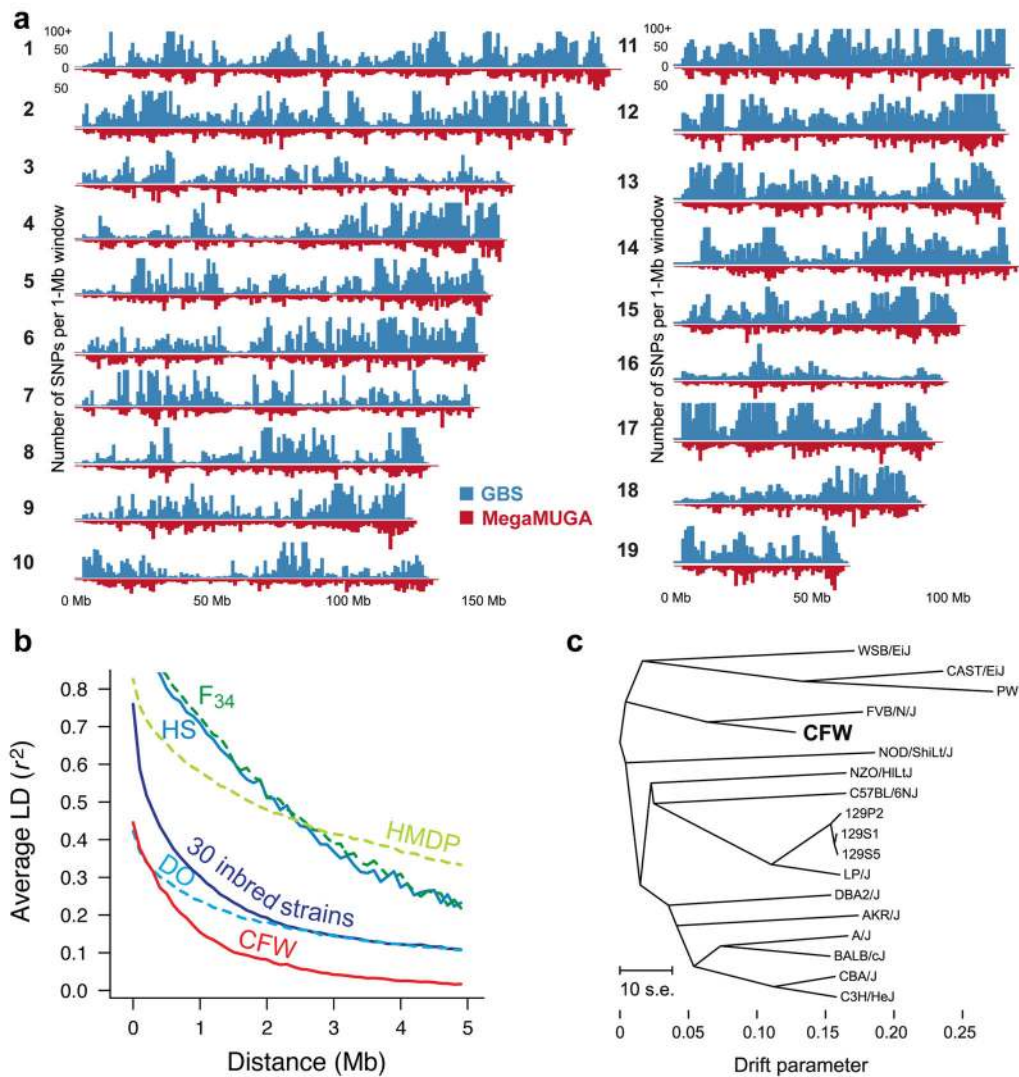 a
Number of SNPs per 1-Mb window
1
100+
50
0
50
2
3
4
5
6
7
8
9
10
0 Mb 50 Mb 100 Mb 150 Mb
GBS
MegaMUGA
Number of SNPs per 1-Mb window
11
100+
50
0
50
12
13
14
15
16
17
18
19
0 Mb 50 Mb 100 Mb
b
Average LD (r²)
0.8
0.7
0.6
0.5
0.4
0.3
0.2
0.1
0.0
F34
HS
HMDP
30 inbred strains
DO
CFW
0 1 2 3 4 5
Distance (Mb)
c
WSB/EiJ
CAST/EiJ
PW
FVB/N/J
CFW
NOD/ShiLt/J
NZO/HILtJ
C57BL/6NJ
129P2
129S1
129S5
LP/J
DBA2/J
AKR/J
A/J
BALB/cJ
CBA/J
C3H/HeJ
10 s.e.
0 0.05 0.10 0.15 0.20 0.25
Drift parameter